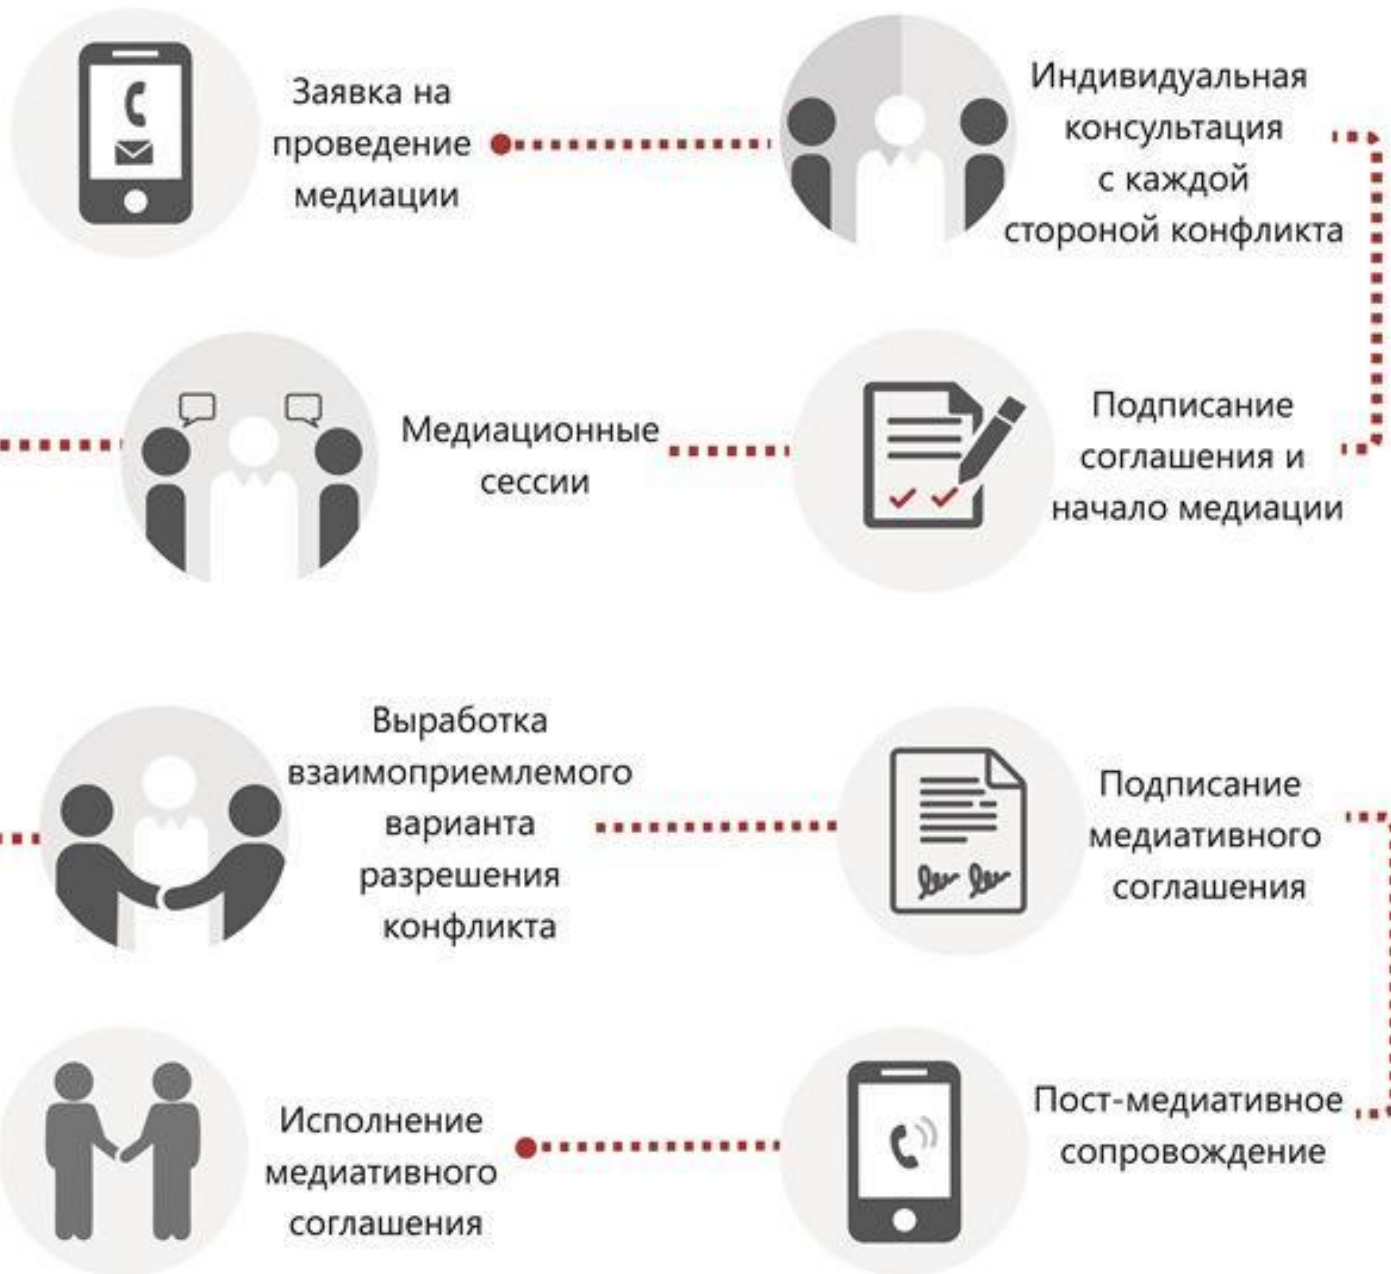 Заявка на
проведение
медиации
Индивидуальная
консультация
с каждой
стороной конфликта
Подписание
соглашения и
начало медиации
Медиационные
сессии
Выработка
взаимоприемлемого
варианта
разрешения
конфликта
Подписание
медиативного
соглашения
Пост-медиативное
сопровождение
Исполнение
медиативного
соглашения